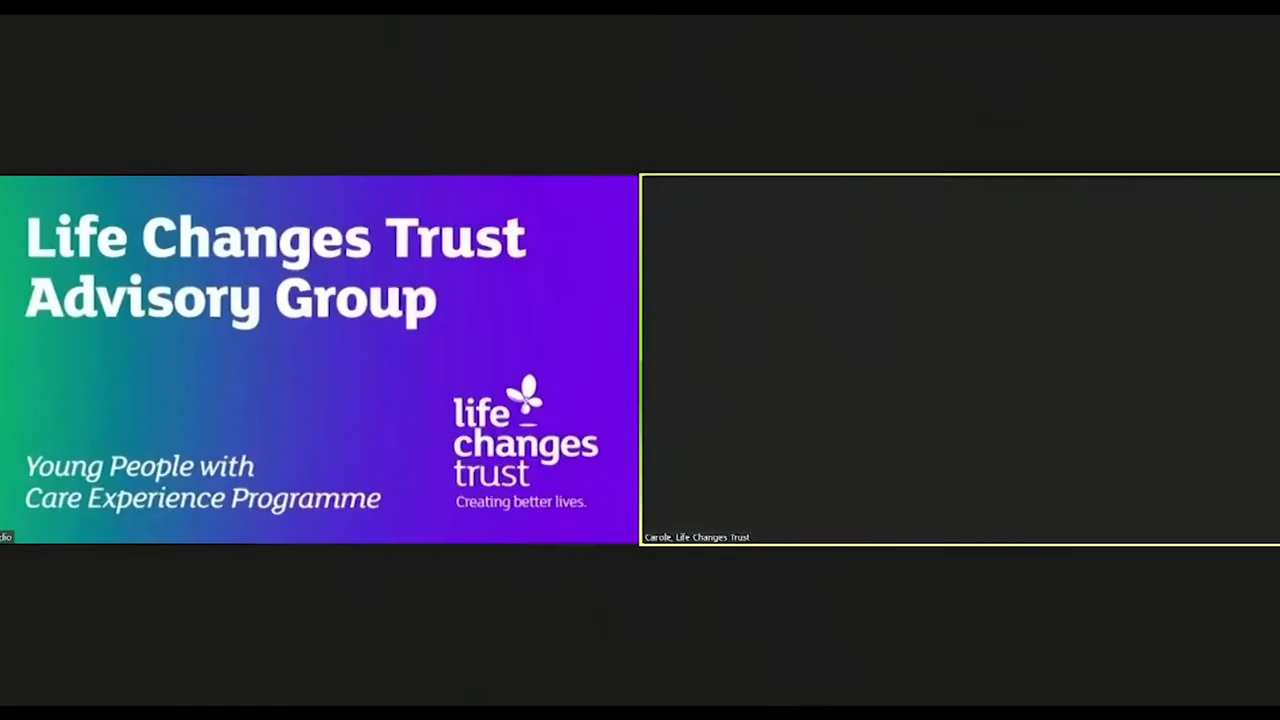 Life Changes Trust
Advisory Group
life
changes
trust
Creating better lives.
Young People with
Care Experience Programme
dio
Carole, Life Changes Trust